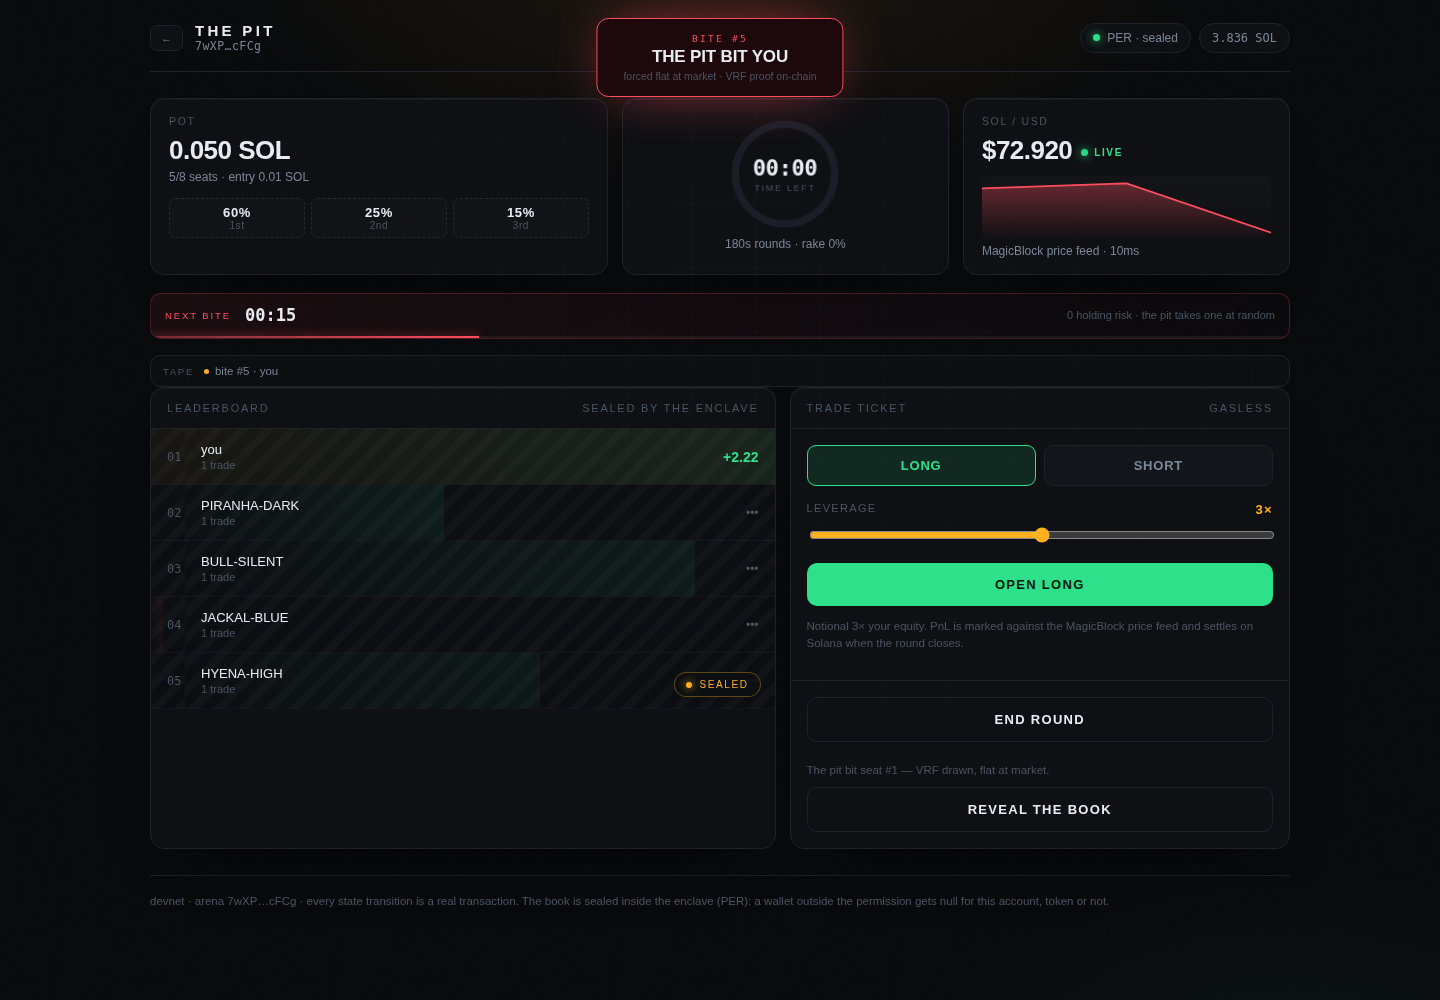 ←
THE PIT
7wXP…cFCg
BITE #5
THE PIT BIT YOU
forced flat at market · VRF proof on-chain
PER · sealed
3.836 SOL
POT
0.050 SOL
5/8 seats · entry 0.01 SOL
60%
1st
25%
2nd
15%
3rd
00:00
TIME LEFT
180s rounds · rake 0%
SOL / USD
$72.920 LIVE
MagicBlock price feed · 10ms
NEXT BITE 00:15
0 holding risk · the pit takes one at random
TAPE bite #5 · you
LEADERBOARD
SEALED BY THE ENCLAVE
01
you
1 trade
+2.22
02
PIRANHA-DARK
1 trade
•••
03
BULL-SILENT
1 trade
•••
04
JACKAL-BLUE
1 trade
•••
05
HYENA-HIGH
1 trade
SEALED
TRADE TICKET
GASLESS
LONG
SHORT
LEVERAGE
3×
OPEN LONG
Notional 3× your equity. PnL is marked against the MagicBlock price feed and settles on
Solana when the round closes.
END ROUND
The pit bit seat #1 — VRF drawn, flat at market.
REVEAL THE BOOK
devnet · arena 7wXP…cFCg · every state transition is a real transaction. The book is sealed inside the enclave (PER): a wallet outside the permission gets null for this account, token or not.